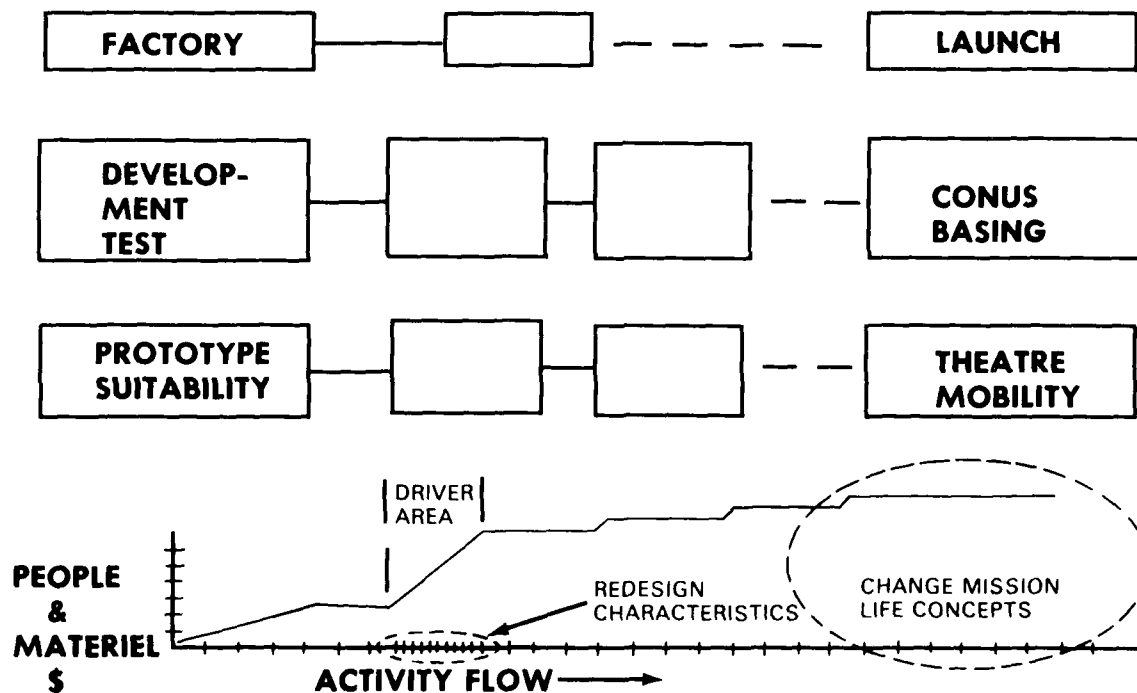 FACTORY
LAUNCH
DEVELOP-
MENT
TEST
CONUS
BASING
PROTOTYPE
SUITABILITY
THEATRE
MOBILITY
DRIVER
AREA
PEOPLE
&
MATERIEL
$
REDESIGN
CHARACTERISTICS
CHANGE MISSION
LIFE CONCEPTS
ACTIVITY FLOW